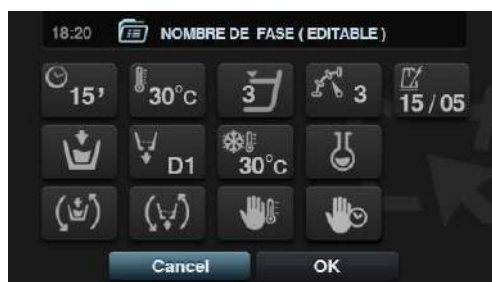 18:20 NOMBRE DE FASE ( EDITABLE )
15' 30°C 3 3 15 / 05
D1 30°C
Cancel OK